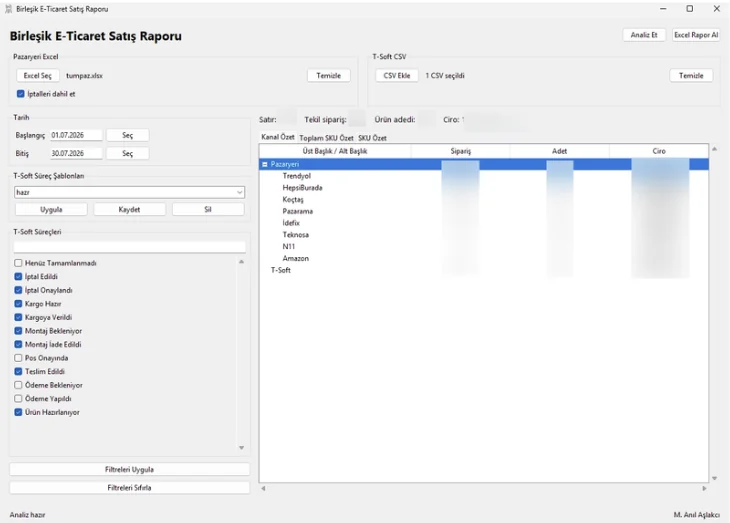 Birleşik E-Ticaret Satış Raporu
Birleşik E-Ticaret Satış Raporu
Analiz Et
Excel Rapor Al
Pazaryeri Excel
Excel Seç
tumpaz.xlsx
Temizle
İptalleri dahil et
T-Soft CSV
CSV Ekle
1 CSV seçildi
Temizle
Tarih
Başlangıç
01.07.2026
Seç
Bitiş
30.07.2026
Seç
T-Soft Süreç Şablonları
hazır
Uygula
Kaydet
Sil
T-Soft Süreçleri
Henüz Tamamlanmadı
İptal Edildi
İptal Onaylandı
Kargo Hazır
Kargoya Verildi
Montaj Bekleniyor
Montaj İade Edildi
Pos Onayında
Teslim Edildi
Ödeme Bekleniyor
Ödeme Yapıldı
Ürün Hazırlanıyor
Filtreleri Uygula
Filtreleri Sıfırla
Satır:
Tekil sipariş:
Ürün adedi:
Ciro: 1
Kanal Özet
Toplam SKU Özet
SKU Özet
Üst Başlık / Alt Başlık
Sipariş
Adet
Ciro
Pazaryeri
Trendyol
HepsiBurada
Koçtaş
Pazarama
İdefix
Teknosa
N11
Amazon
T-Soft
Analiz hazır
M. Anıl Aşlakcı